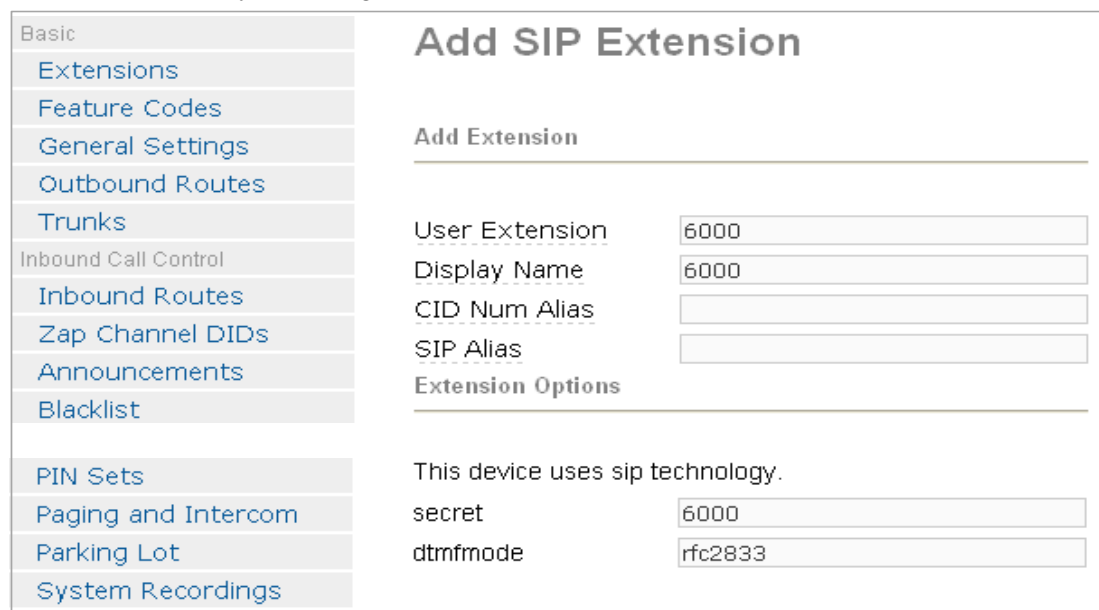 Basic
Extensions
Feature Codes
General Settings
Outbound Routes
Trunks
Inbound Call Control
Inbound Routes
Zap Channel DIDs
Announcements
Blacklist
PIN Sets
Paging and Intercom
Parking Lot
System Recordings
Add SIP Extension
Add Extension
User Extension 6000
Display Name 6000
CID Num Alias
SIP Alias
Extension Options
This device uses sip technology.
secret 6000
dtmfmode rfc2833